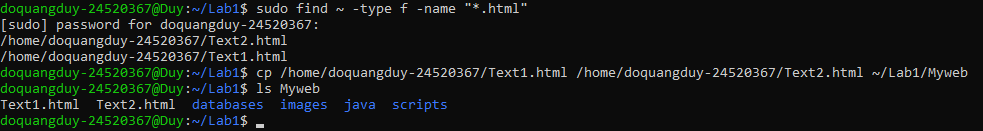 doquangduy-24520367@Duy:~/Lab1$ sudo find ~ -type f -name "*.html"
[sudo] password for doquangduy-24520367:
/home/doquangduy-24520367/Text2.html
/home/doquangduy-24520367/Text1.html
doquangduy-24520367@Duy:~/Lab1$ cp /home/doquangduy-24520367/Text1.html /home/doquangduy-24520367/Text2.html ~/Lab1/Myweb
doquangduy-24520367@Duy:~/Lab1$ ls Myweb
Text1.html  Text2.html  databases  images  java  scripts
doquangduy-24520367@Duy:~/Lab1$